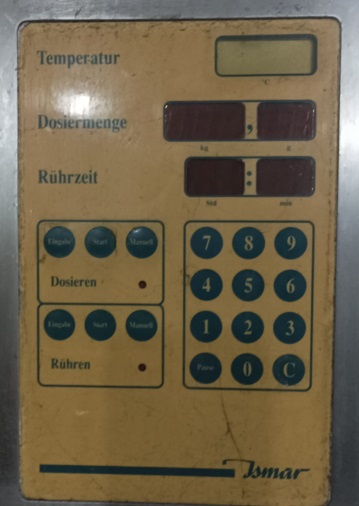 Temperatur
°C
Dosiermenge
,
kg g
Rührzeit
:
Std min
Eingabe Start Manuell
7 8 9
Dosieren
4 5 6
Eingabe Start Manuell
1 2 3
Rühren
Pause 0 C
Ismar